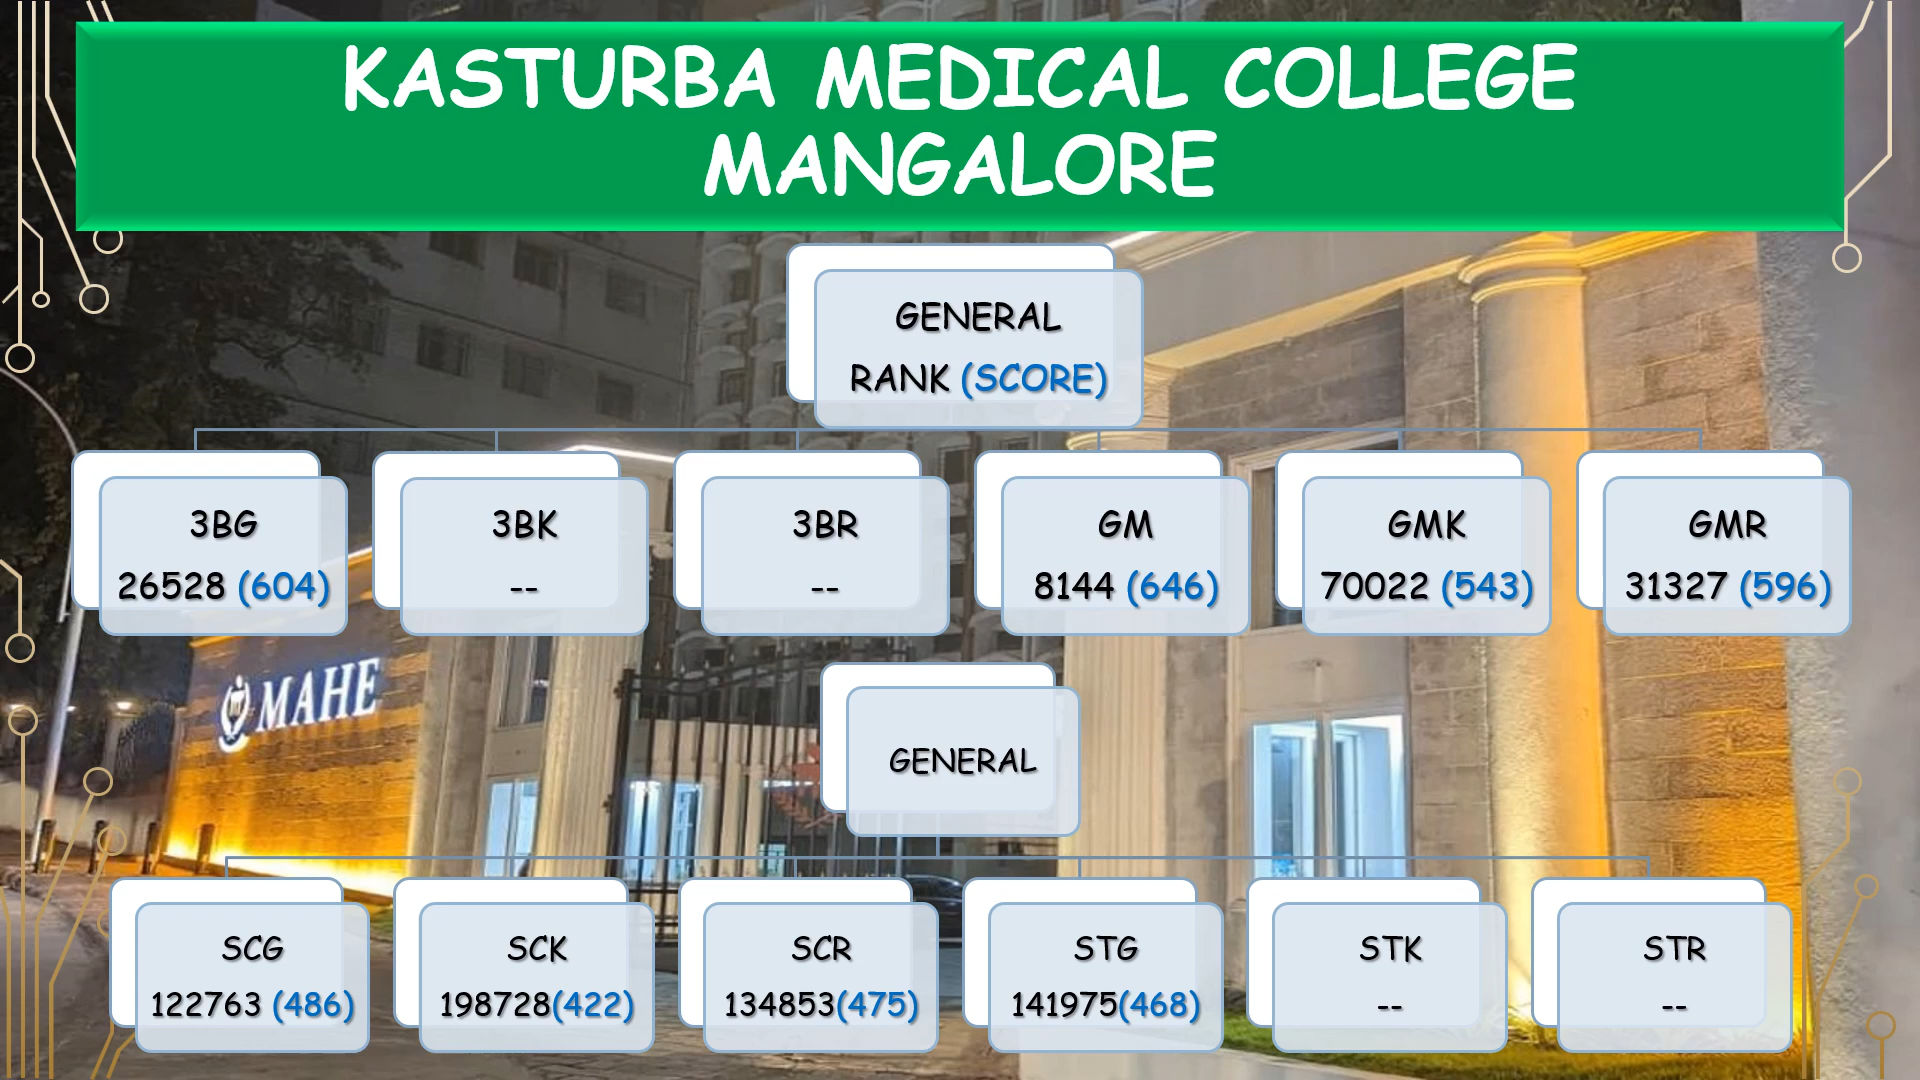 KASTURBA MEDICAL COLLEGE
MANGALORE
GENERAL
RANK (SCORE)
3BG
26528 (604)
3BK
--
3BR
--
GM
8144 (646)
GMK
70022 (543)
GMR
31327 (596)
MAHE
GENERAL
SCG
122763 (486)
SCK
198728(422)
SCR
134853(475)
STG
141975(468)
STK
--
STR
--